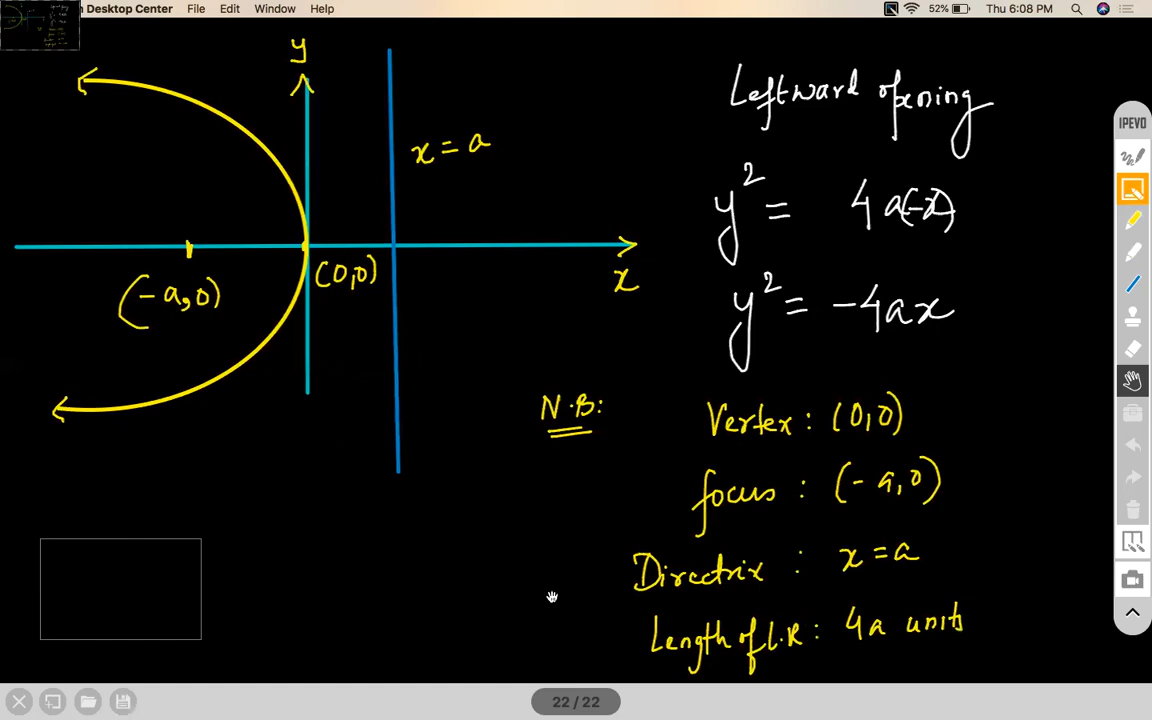 Desktop Center File Edit Window Help 52% Thu 6:08 PM
y
x = a
(0,0)
x
(-a,0)
Leftward opening
y² = 4a(-x)
y² = -4ax
N.B:
Vertex : (0,0)
focus : (-a,0)
Directrix : x = a
Length of L.R : 4a units
IPEVO
22 / 22